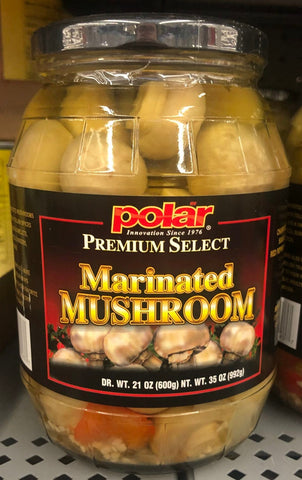 polar®
Innovation Since 1976
PREMIUM SELECT
Marinated
MUSHROOM
DR. WT. 21 OZ (600g) NT. WT. 35 OZ (992g)